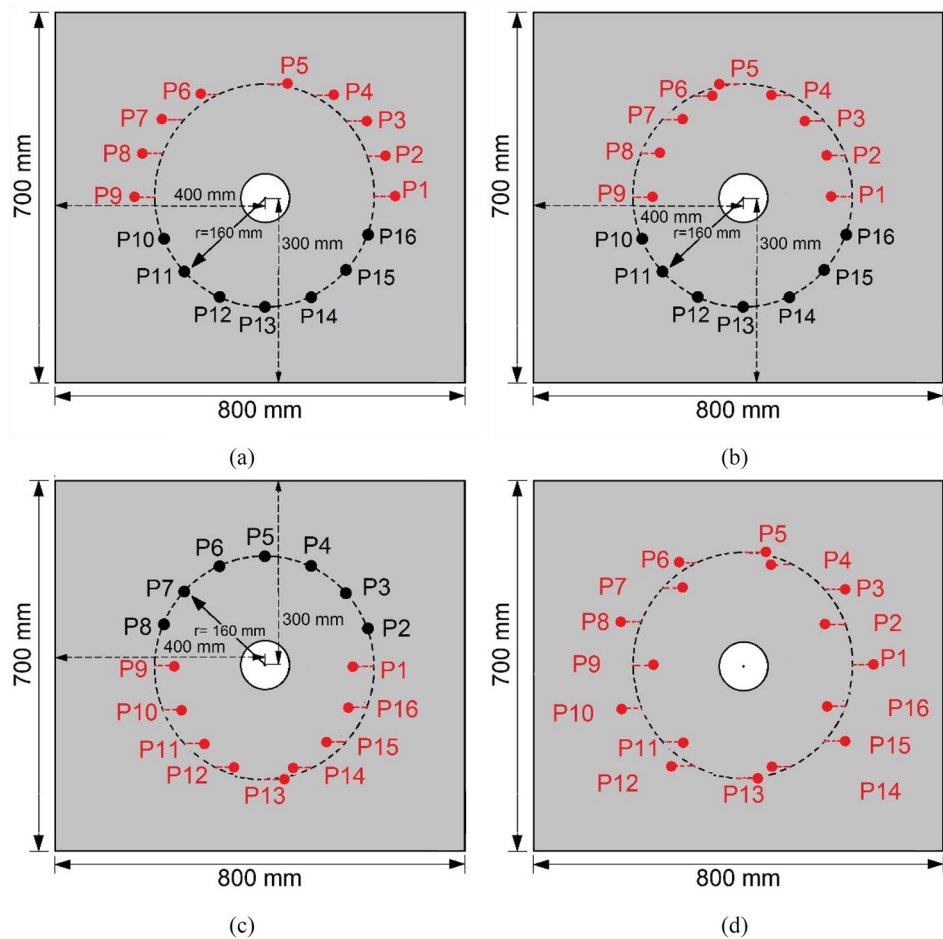 P5
P6
P4
P7
P3
P8
P2
P9
P1
400 mm
r=160 mm
300 mm
P10
P16
P11
P15
P12
P14
P13
700 mm
800 mm
(a)
P5
P6
P4
P7
P3
P8
P2
P9
P1
400 mm
r=160 mm
300 mm
P10
P16
P11
P15
P12
P14
P13
700 mm
800 mm
(b)
P5
P6
P4
P7
P3
P8
P2
r= 160 mm
300 mm
400 mm
P9
P1
P10
P16
P11
P15
P12
P14
P13
700 mm
800 mm
(c)
P5
P6
P4
P7
P3
P8
P2
P9
P1
P10
P16
P11
P15
P12
P14
P13
700 mm
800 mm
(d)